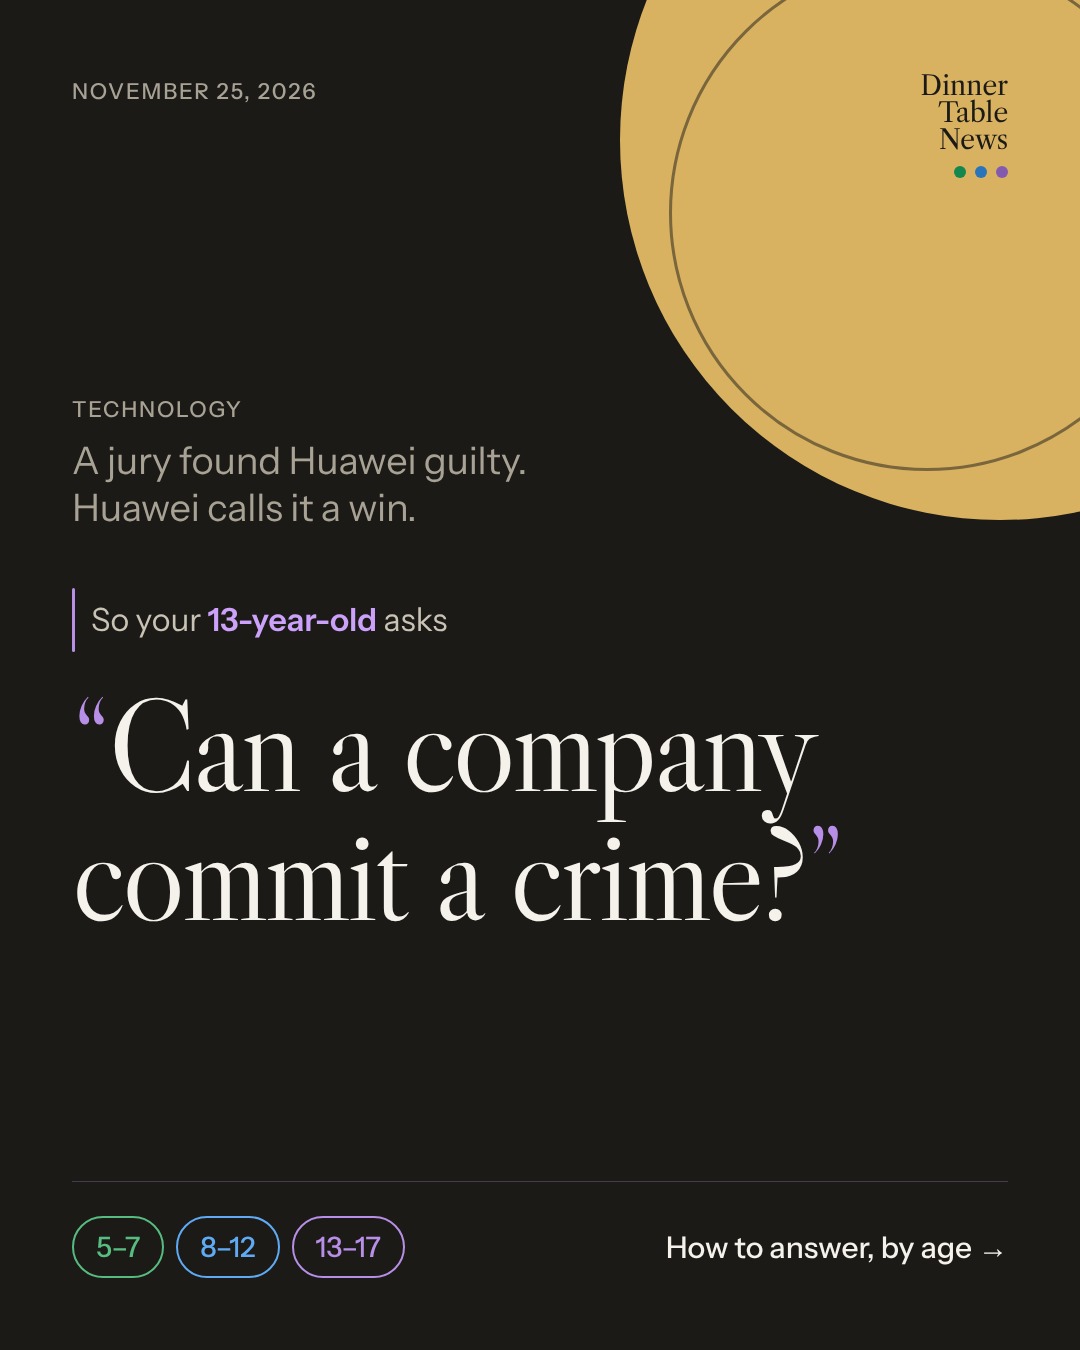 NOVEMBER 25, 2026
Dinner
Table
News
TECHNOLOGY
A jury found Huawei guilty.
Huawei calls it a win.
So your 13-year-old asks
“Can a company
commit a crime?”
5–7 8–12 13–17
How to answer, by age →